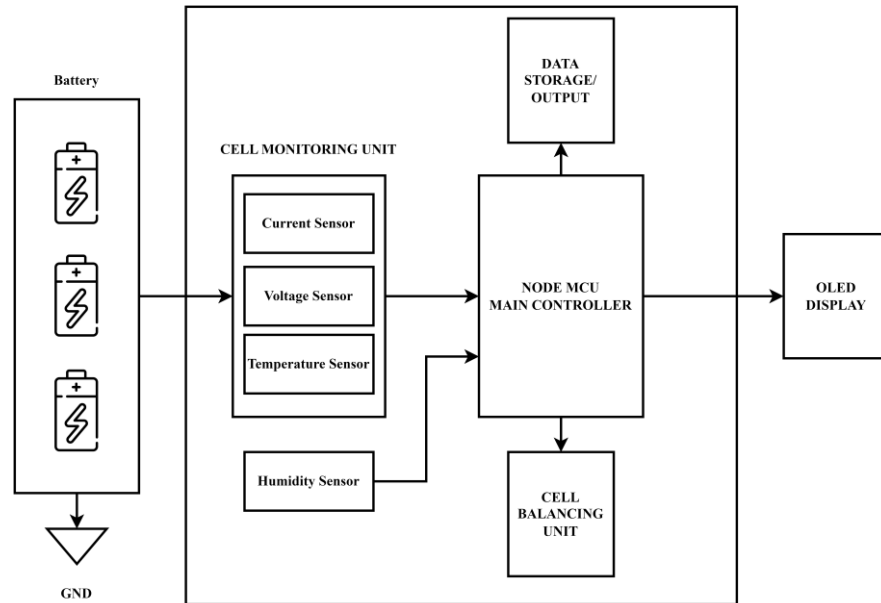 Battery
GND
CELL MONITORING UNIT
Current Sensor
Voltage Sensor
Temperature Sensor
Humidity Sensor
DATA
STORAGE/
OUTPUT
NODE MCU
MAIN CONTROLLER
CELL
BALANCING
UNIT
OLED
DISPLAY